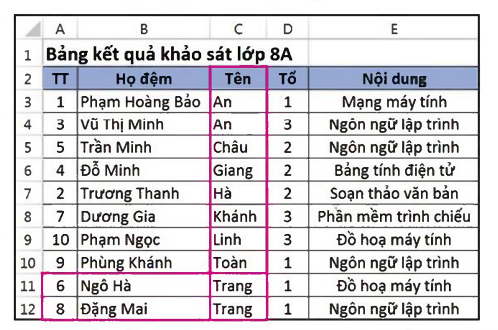 A B C D E
1 Bảng kết quả khảo sát lớp 8A
2 TT Họ đệm Tên Tổ Nội dung
3 1 Phạm Hoàng Bảo An 1 Mạng máy tính
4 3 Vũ Thị Minh An 3 Ngôn ngữ lập trình
5 5 Trần Minh Châu 2 Ngôn ngữ lập trình
6 4 Đỗ Minh Giang 2 Bảng tính điện tử
7 2 Trương Thanh Hà 2 Soạn thảo văn bản
8 7 Dương Gia Khánh 3 Phần mềm trình chiếu
9 10 Phạm Ngọc Linh 3 Đồ hoạ máy tính
10 9 Phùng Khánh Toàn 1 Ngôn ngữ lập trình
11 6 Ngô Hà Trang 1 Đồ hoạ máy tính
12 8 Đặng Mai Trang 1 Ngôn ngữ lập trình